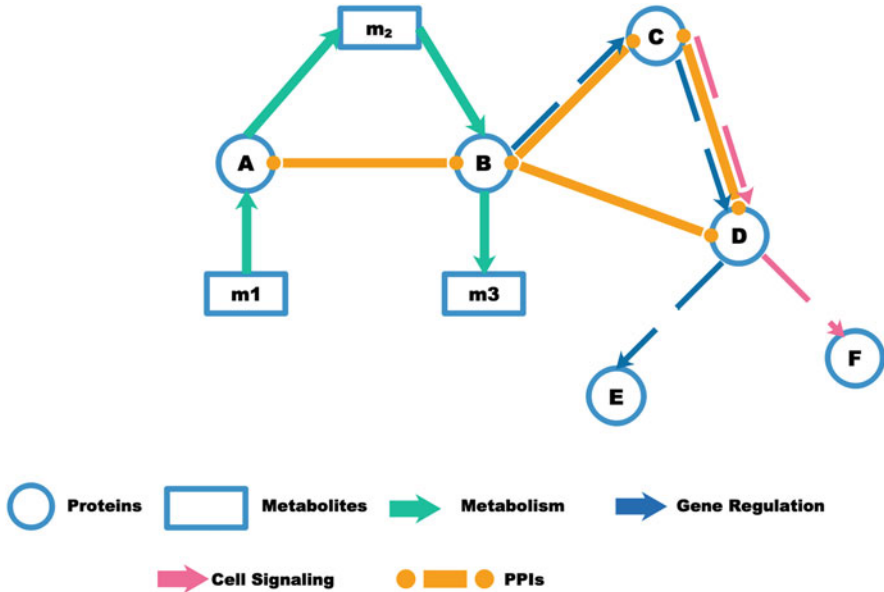 m₂
C
A
B
D
m1
m3
F
E
Proteins
Metabolites
Metabolism
Gene Regulation
Cell Signaling
PPIs